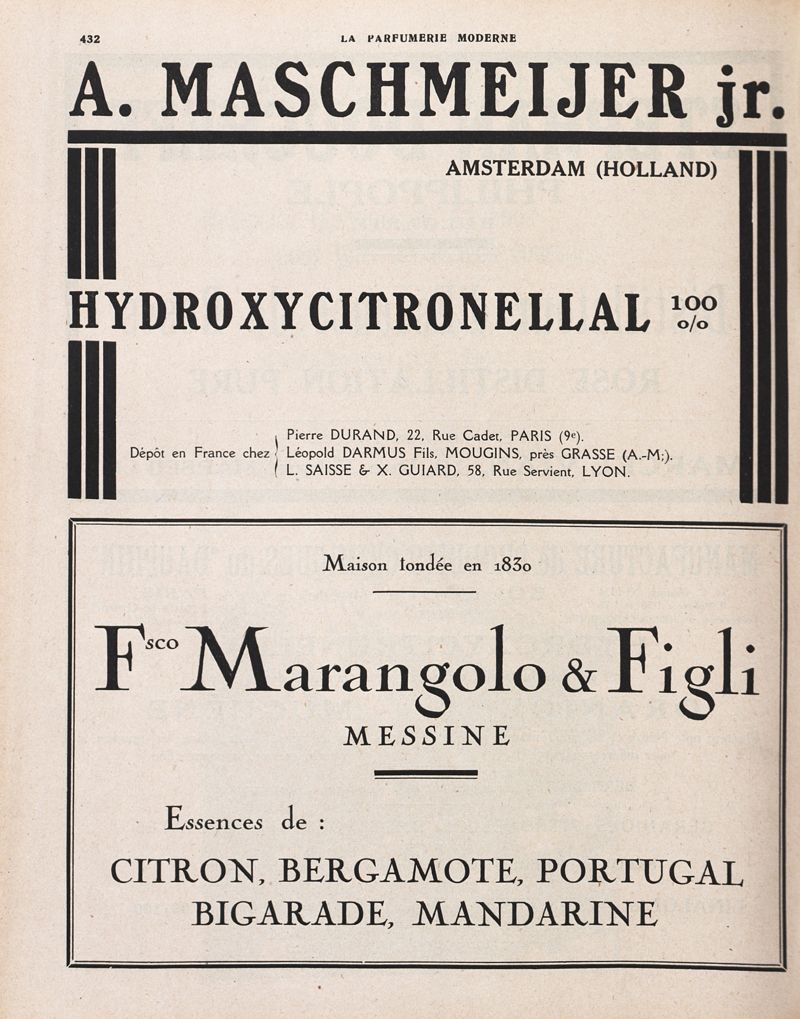 432
LA PARFUMERIE MODERNE
A. MASCHMEIJER jr.
AMSTERDAM (HOLLAND)
HYDROXYCITRONELLAL 100 o/o
Dépôt en France chez
Pierre DURAND, 22, Rue Cadet, PARIS (9e).
Léopold DARMUS Fils, MOUGINS, près GRASSE (A.-M;).
L. SAISSE & X. GUIARD, 58, Rue Servient, LYON.
Maison fondée en 1830
Fsco Marangolo & Figli
MESSINE
Essences de :
CITRON, BERGAMOTE, PORTUGAL
BIGARADE, MANDARINE